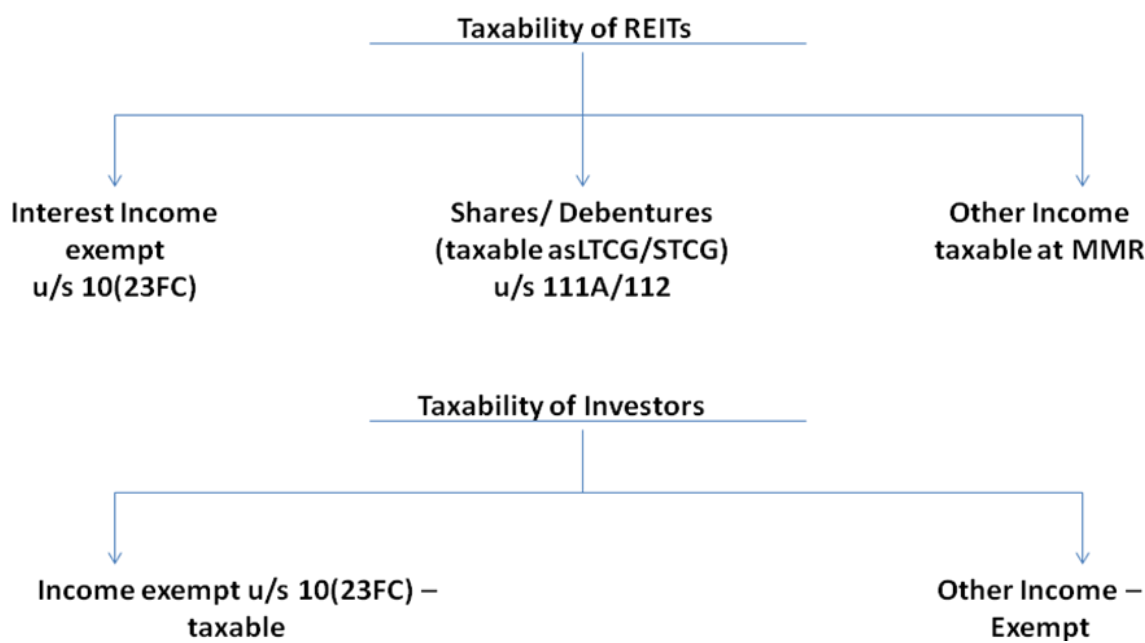 Taxability of REITs
Interest Income
exempt
u/s 10(23FC)
Shares/ Debentures
(taxable asLTCG/STCG)
u/s 111A/112
Other Income
taxable at MMR
Taxability of Investors
Income exempt u/s 10(23FC) –
taxable
Other Income –
Exempt